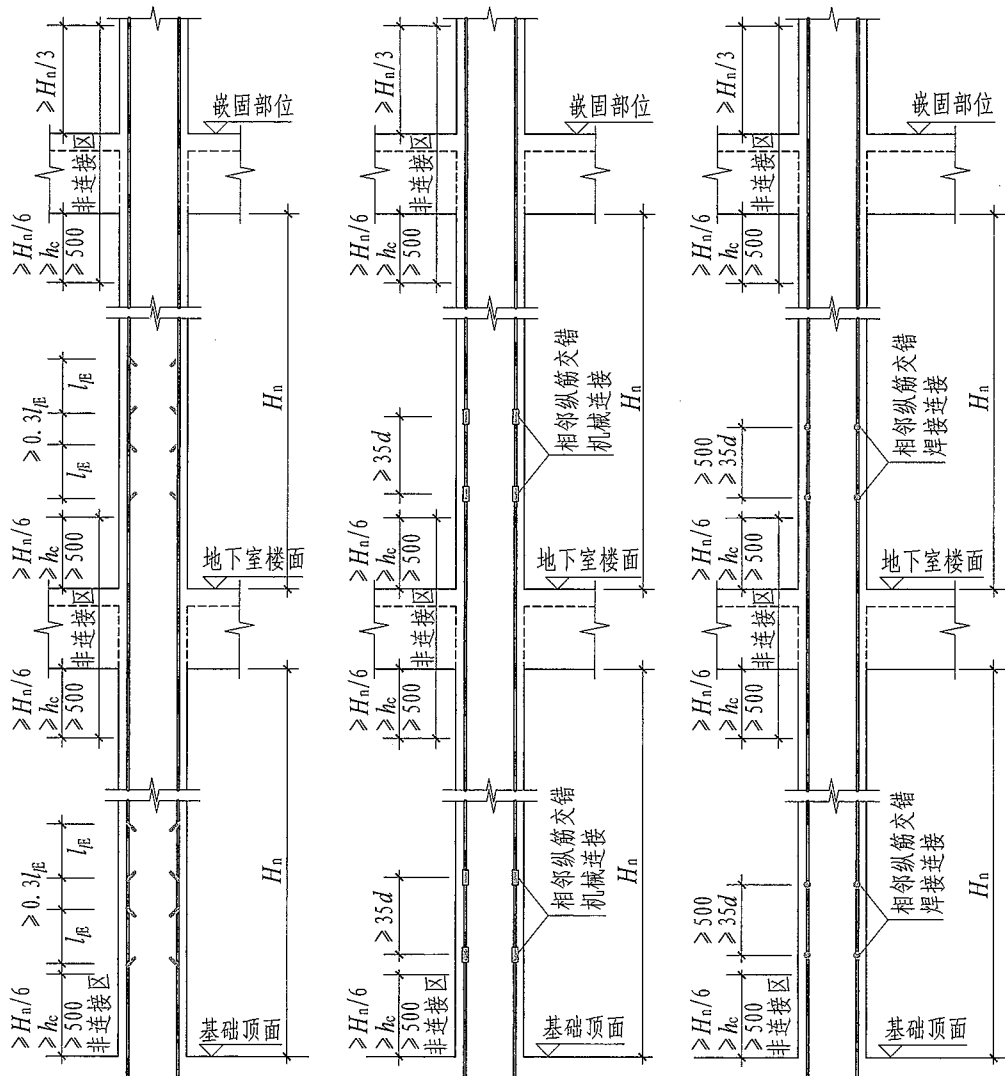 ≥Hn/3
嵌固部位
非连接区
≥Hn/6
≥hc
≥500
Hn
llE
≥0.3llE
llE
≥Hn/6
≥hc
≥500
地下室楼面
非连接区
≥Hn/6
≥hc
≥500
Hn
llE
≥0.3llE
llE
≥Hn/6
≥hc
≥500
非连接区
基础顶面
≥Hn/3
嵌固部位
非连接区
≥Hn/6
≥hc
≥500
Hn
相邻纵筋交错
机械连接
≥35d
≥Hn/6
≥hc
≥500
地下室楼面
非连接区
≥Hn/6
≥hc
≥500
Hn
相邻纵筋交错
机械连接
≥35d
≥Hn/6
≥hc
≥500
非连接区
基础顶面
≥Hn/3
嵌固部位
非连接区
≥Hn/6
≥hc
≥500
Hn
相邻纵筋交错
焊接连接
≥500
≥35d
≥Hn/6
≥hc
≥500
地下室楼面
非连接区
≥Hn/6
≥hc
≥500
Hn
相邻纵筋交错
焊接连接
≥500
≥35d
≥Hn/6
≥hc
≥500
非连接区
基础顶面